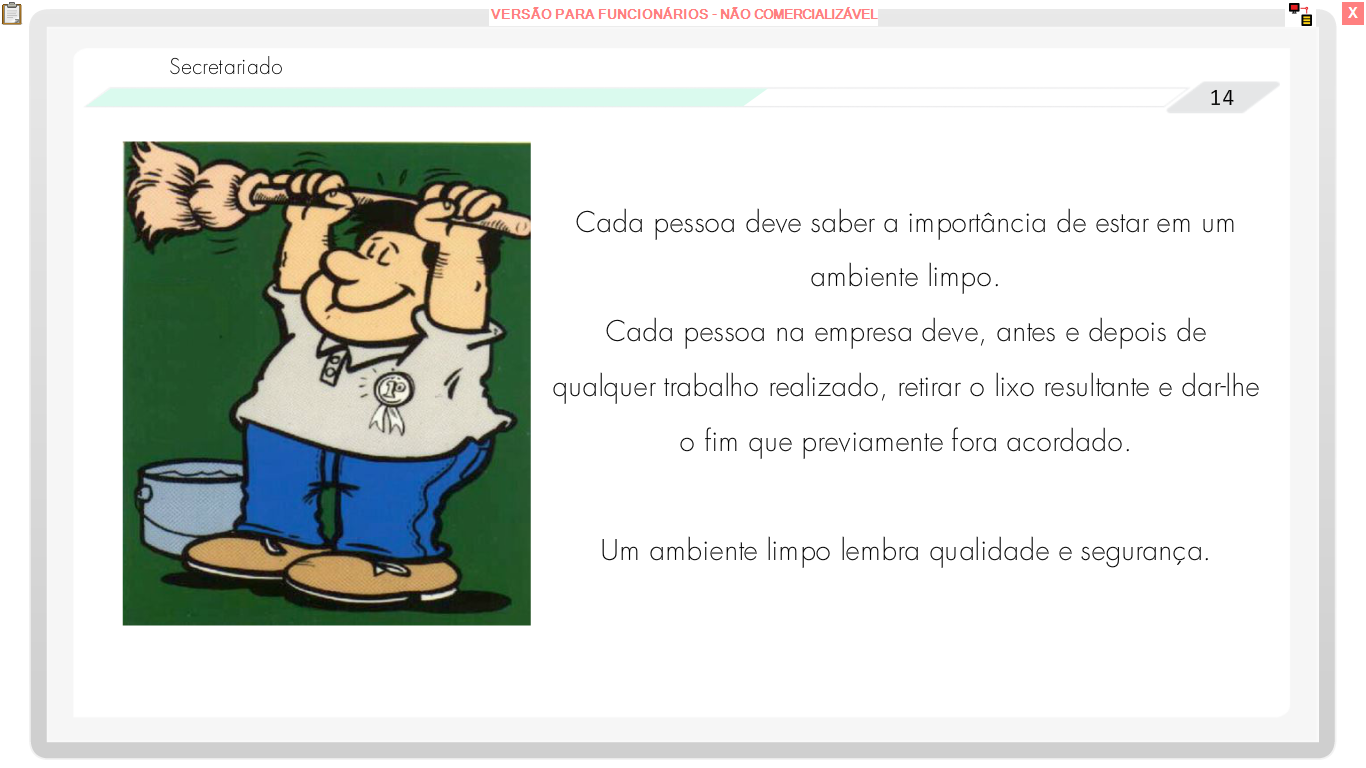 VERSÃO PARA FUNCIONÁRIOS - NÃO COMERCIALIZÁVEL
X
Secretariado
14
Cada pessoa deve saber a importância de estar em um
ambiente limpo.
Cada pessoa na empresa deve, antes e depois de
qualquer trabalho realizado, retirar o lixo resultante e dar-lhe
o fim que previamente fora acordado.
1º
Um ambiente limpo lembra qualidade e segurança.